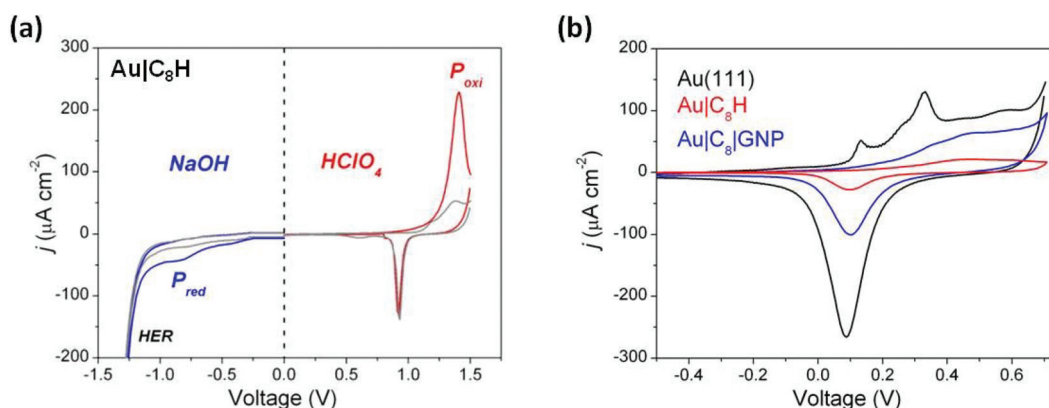 (a)
Au|C₈H
NaOH
HClO₄
P_oxi
P_red
HER
j (μA cm⁻²)
300
200
100
0
-100
-200
-1.5 -1.0 -0.5 0.0 0.5 1.0 1.5
Voltage (V)
(b)
Au(111)
Au|C₈H
Au|C₈|GNP
j (μA cm⁻²)
200
100
0
-100
-200
-300
-0.4 -0.2 0.0 0.2 0.4 0.6
Voltage (V)